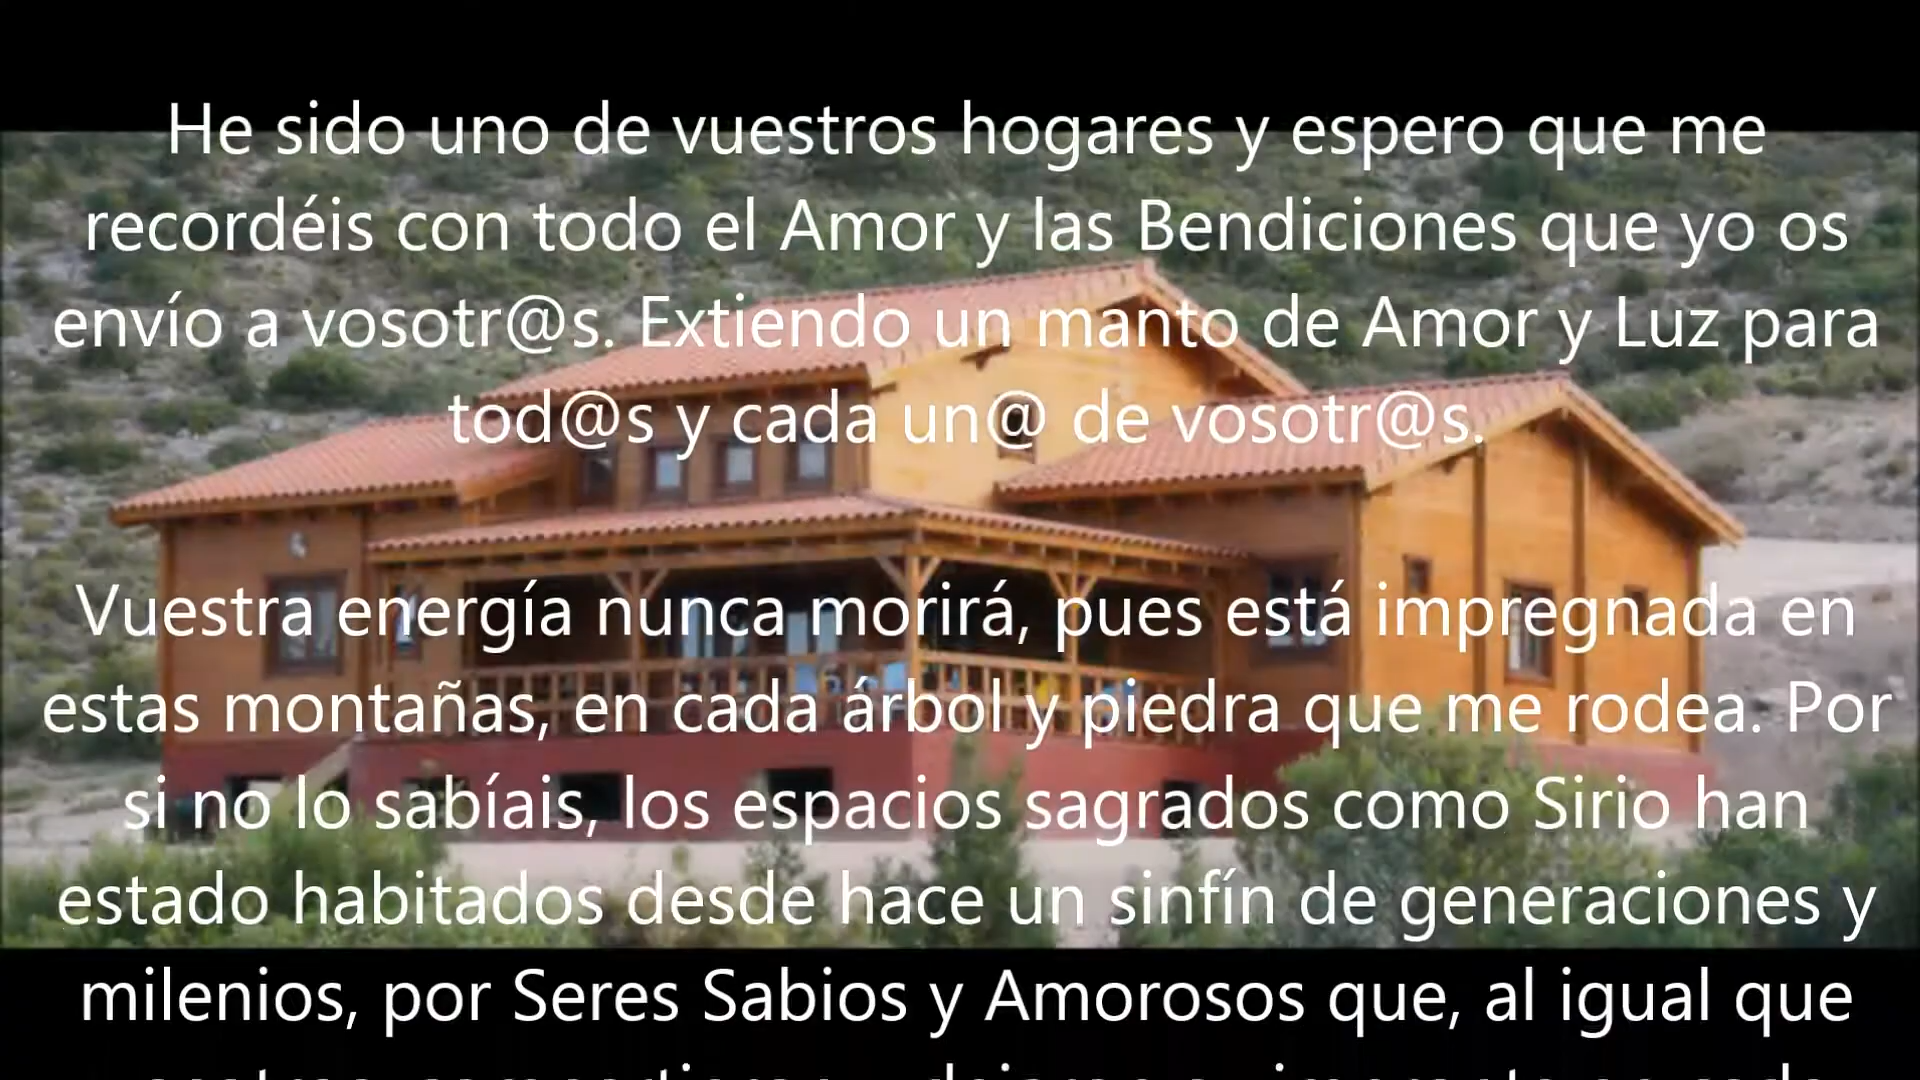 He sido uno de vuestros hogares y espero que me
recordéis con todo el Amor y las Bendiciones que yo os
envío a vosotr@s. Extiendo un manto de Amor y Luz para
tod@s y cada un@ de vosotr@s.
Vuestra energía nunca morirá, pues está impregnada en
estas montañas, en cada árbol y piedra que me rodea. Por
si no lo sabíais, los espacios sagrados como Sirio han
estado habitados desde hace un sinfín de generaciones y
milenios, por Seres Sabios y Amorosos que, al igual que